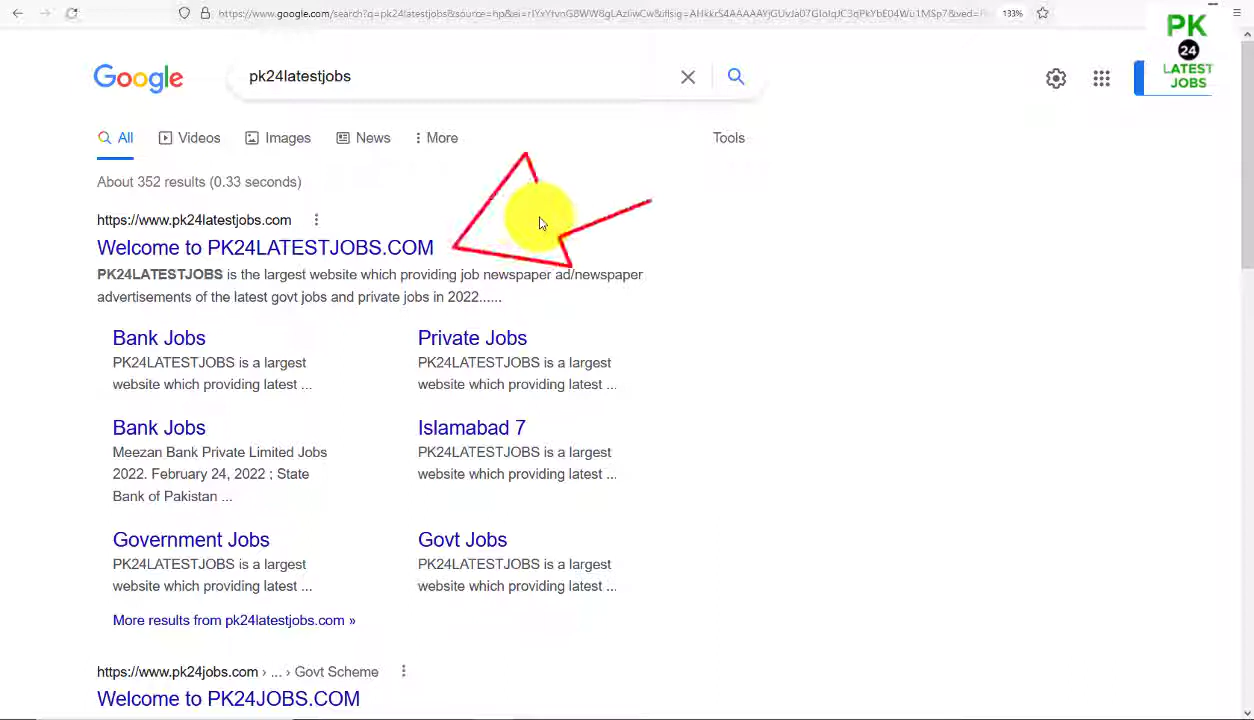 https://www.google.com/search?q=pk24latestjobs&source=hp&ei=
133%
PK
24
LATEST
JOBS
Google
pk24latestjobs
All
Videos
Images
News
More
Tools
About 352 results (0.33 seconds)
https://www.pk24latestjobs.com
Welcome to PK24LATESTJOBS.COM
PK24LATESTJOBS is the largest website which providing job newspaper ad/newspaper
advertisements of the latest govt jobs and private jobs in 2022......
Bank Jobs
PK24LATESTJOBS is a largest
website which providing latest ...
Private Jobs
PK24LATESTJOBS is a largest
website which providing latest ...
Bank Jobs
Meezan Bank Private Limited Jobs
2022. February 24, 2022 ; State
Bank of Pakistan ...
Islamabad 7
PK24LATESTJOBS is a largest
website which providing latest ...
Government Jobs
PK24LATESTJOBS is a largest
website which providing latest ...
Govt Jobs
PK24LATESTJOBS is a largest
website which providing latest ...
More results from pk24latestjobs.com »
https://www.pk24jobs.com › ... › Govt Scheme
Welcome to PK24JOBS.COM